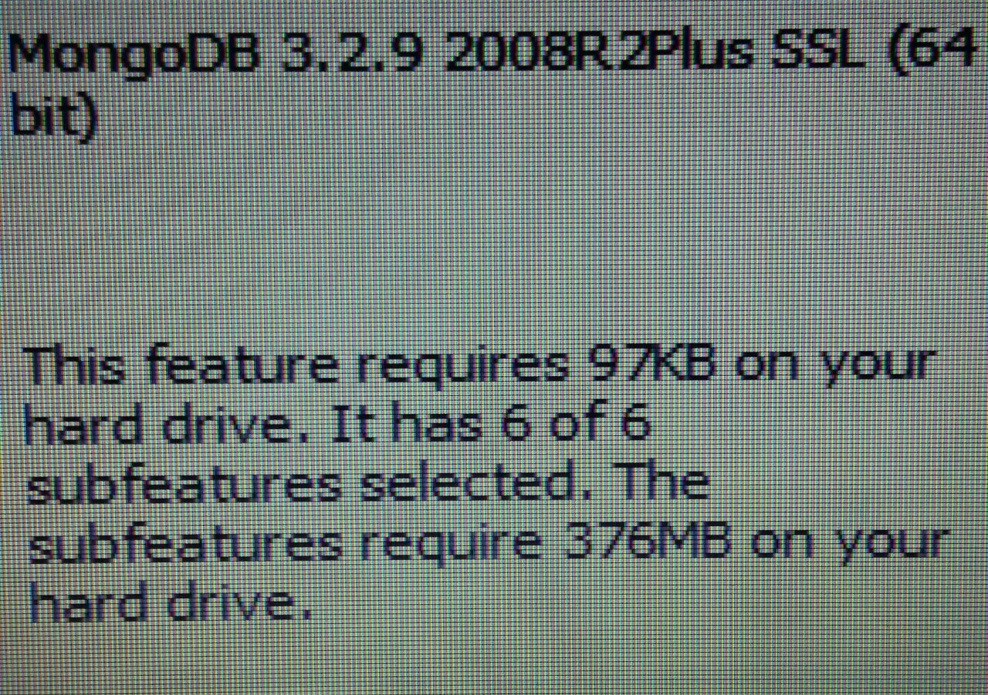 MongoDB 3.2.9 2008R2Plus SSL (64
bit)
This feature requires 97KB on your
hard drive. It has 6 of 6
subfeatures selected. The
subfeatures require 376MB on your
hard drive.